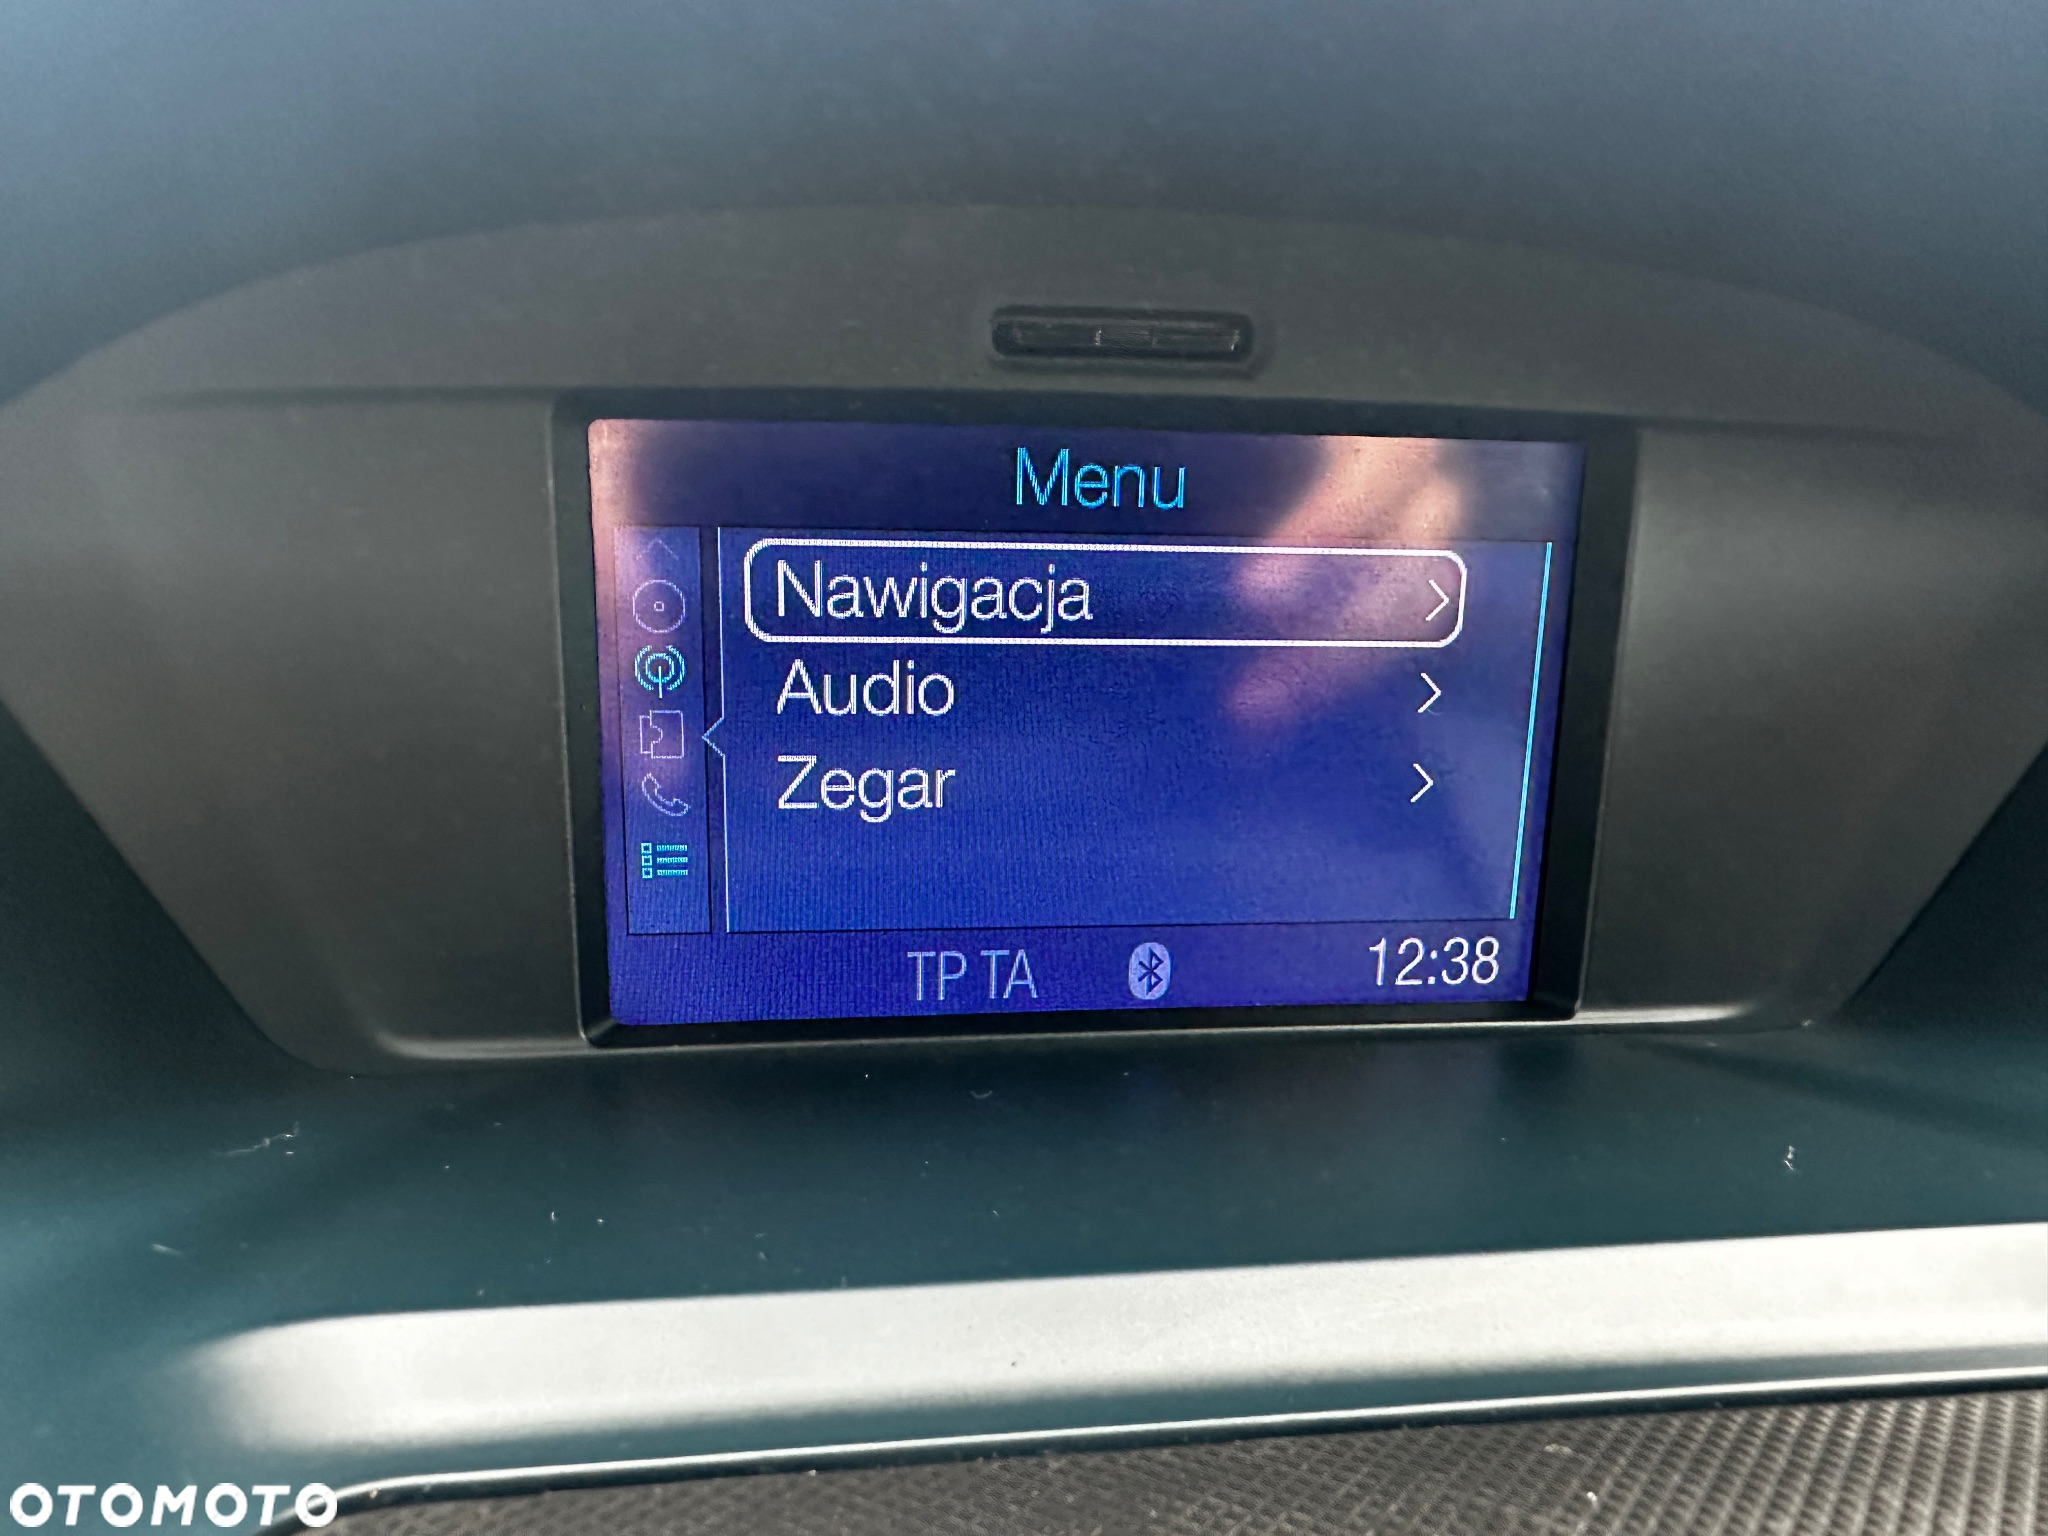 Menu
Nawigacja
Audio
Zegar
TP TA
12:38
OTOMOTO